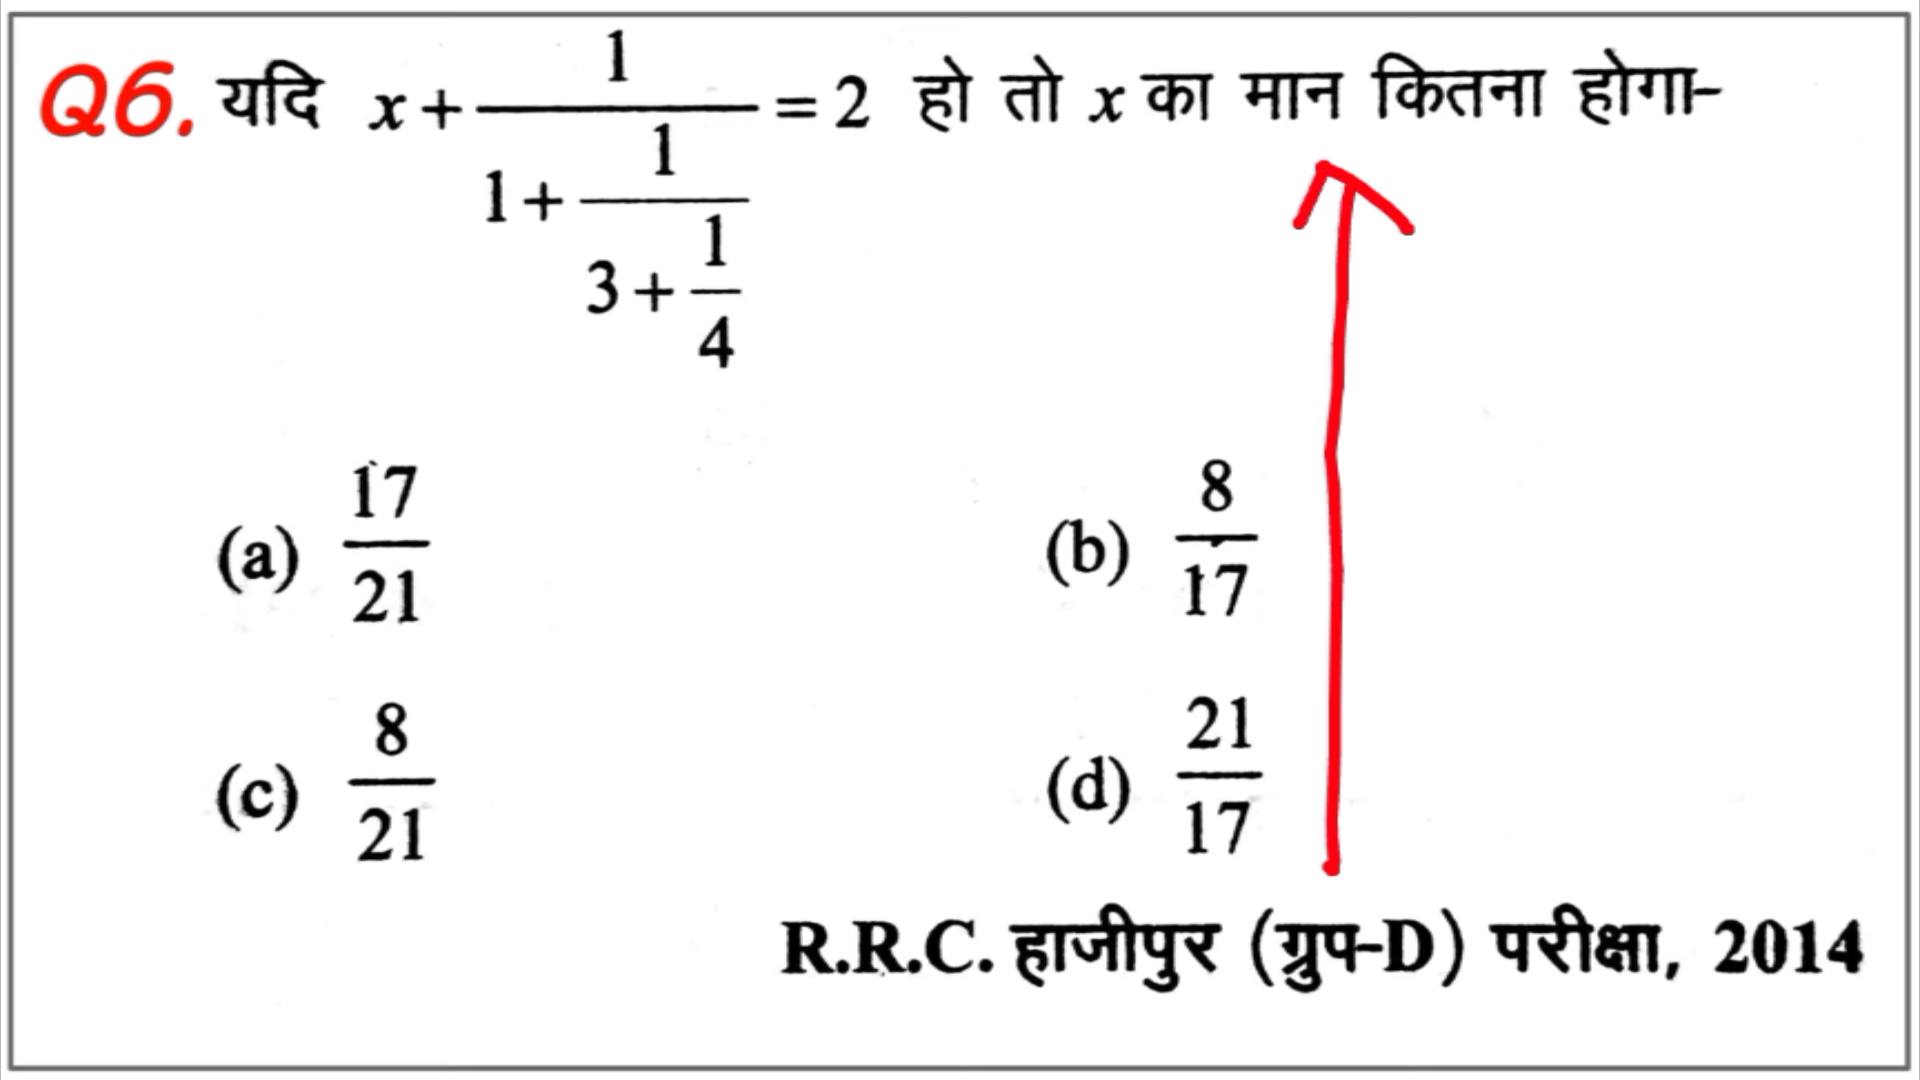 Q6. यदि x + 1 / (1 + 1 / (3 + 1/4)) = 2 हो तो x का मान कितना होगा-
(a) 17/21
(b) 8/17
(c) 8/21
(d) 21/17
R.R.C. हाजीपुर (ग्रुप-D) परीक्षा, 2014